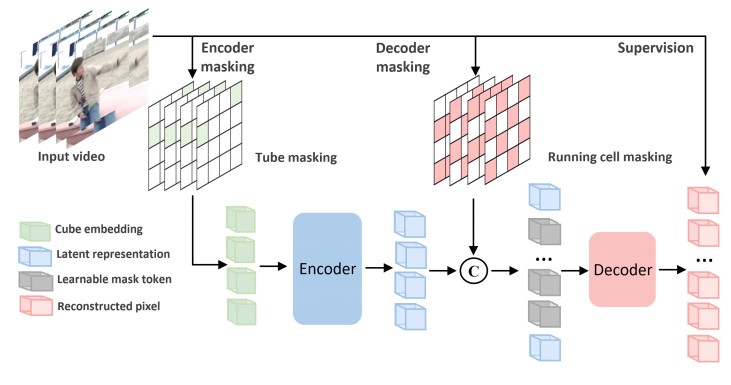 Encoder
masking
Decoder
masking
Supervision
Input video
Tube masking
Running cell masking
Cube embedding
Latent representation
Learnable mask token
Reconstructed pixel
Encoder
C
...
Decoder
...